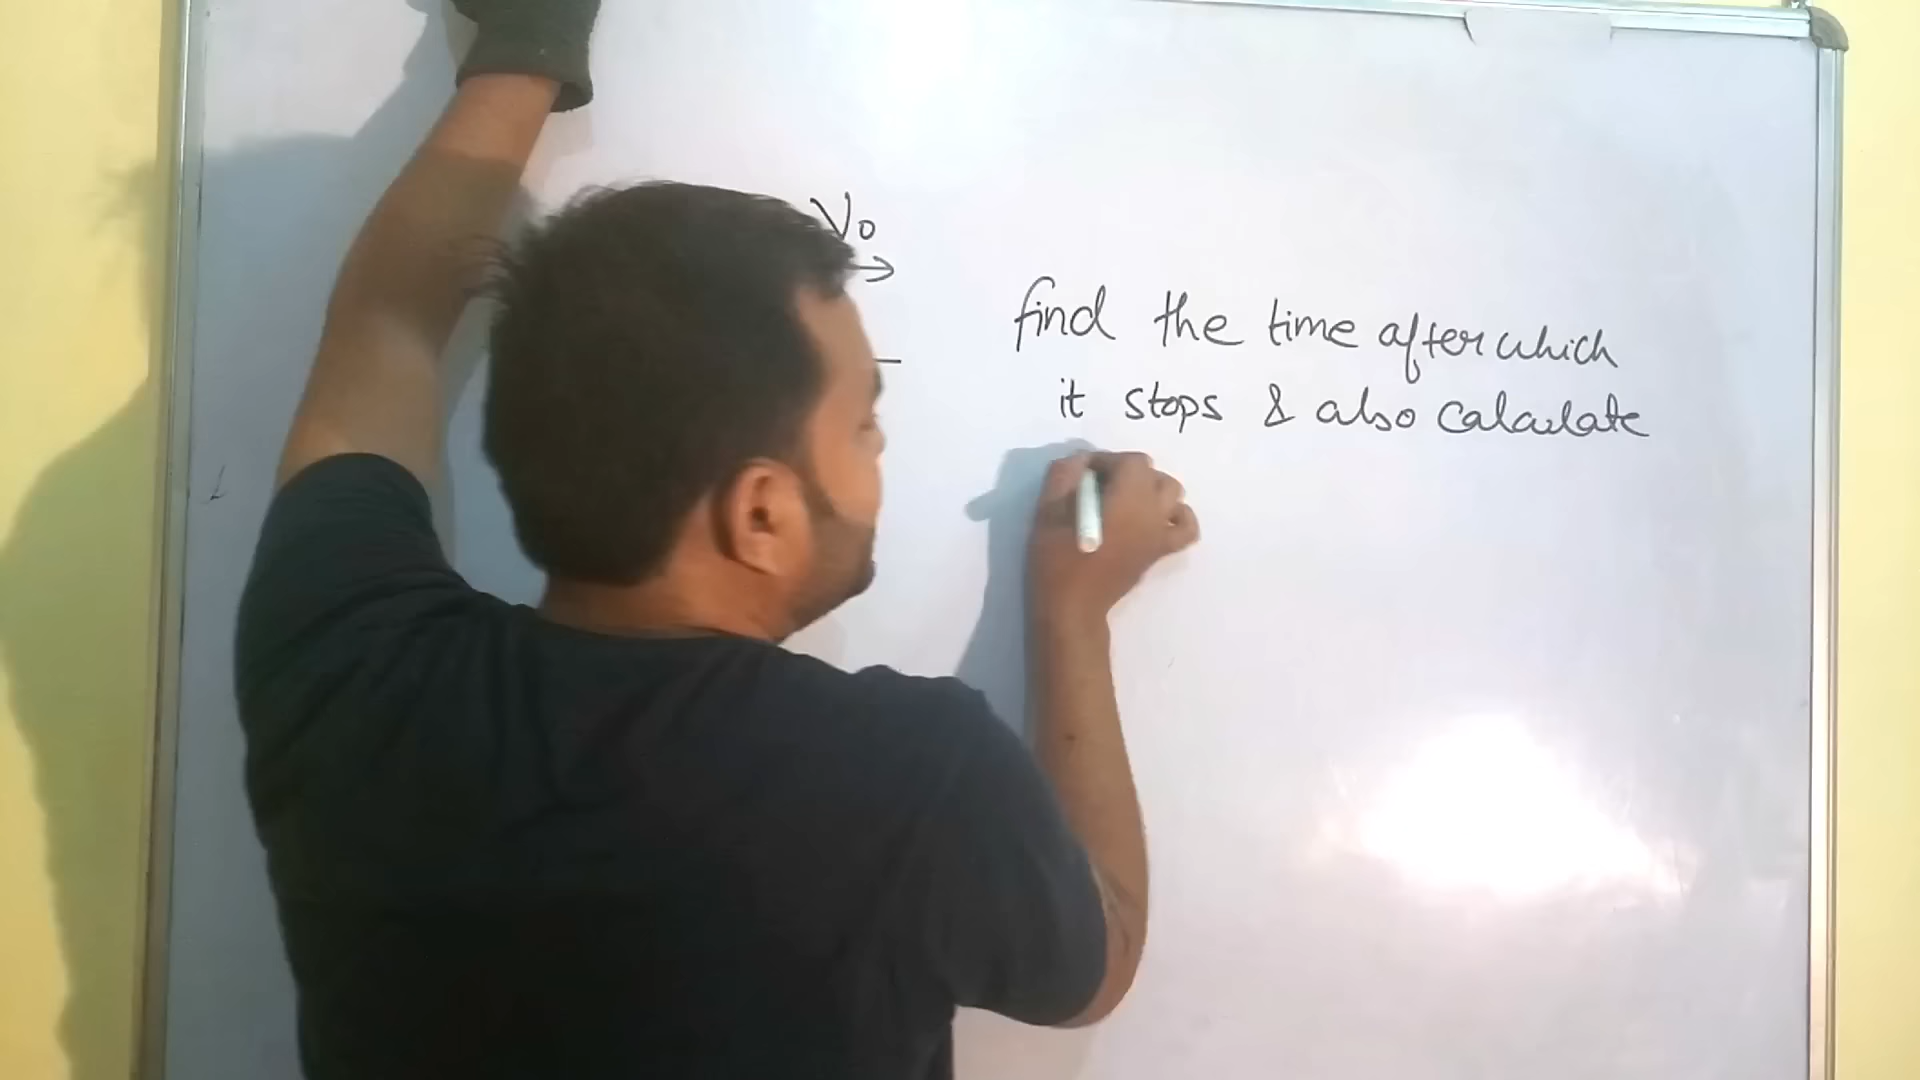 V0
find the time after which
it stops & also calculate